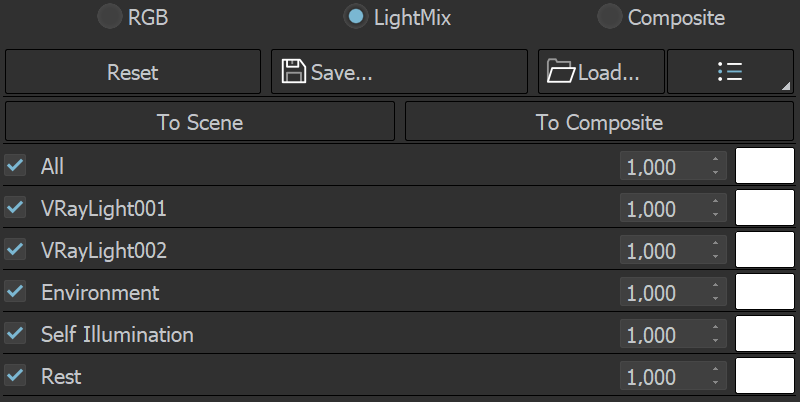 RGB LightMix Composite
Reset Save... Load...
To Scene To Composite
All 1,000
VRayLight001 1,000
VRayLight002 1,000
Environment 1,000
Self Illumination 1,000
Rest 1,000